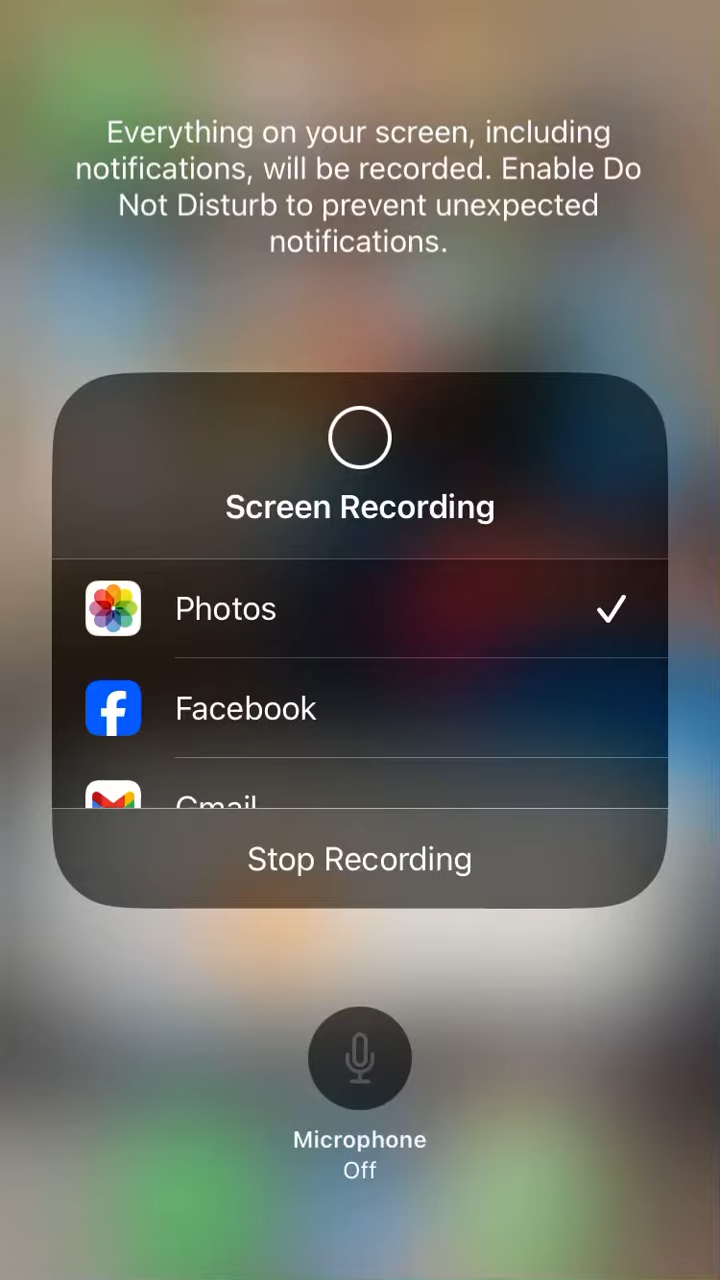 Everything on your screen, including
notifications, will be recorded. Enable Do
Not Disturb to prevent unexpected
notifications.
Screen Recording
Photos
Facebook
Gmail
Stop Recording
Microphone
Off